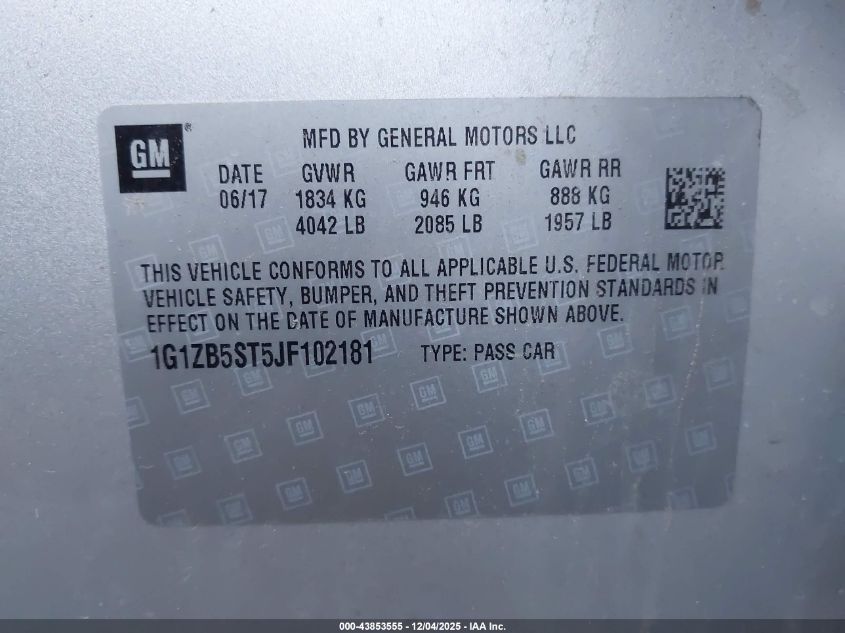 GM ®
MFD BY GENERAL MOTORS LLC
DATE GVWR GAWR FRT GAWR RR
06/17 1834 KG 946 KG 888 KG
4042 LB 2085 LB 1957 LB
THIS VEHICLE CONFORMS TO ALL APPLICABLE U.S. FEDERAL MOTOR
VEHICLE SAFETY, BUMPER, AND THEFT PREVENTION STANDARDS IN
EFFECT ON THE DATE OF MANUFACTURE SHOWN ABOVE.
1G1ZB5ST5JF102181 TYPE: PASS CAR
000-43853555 - 12/04/2025 - IAA Inc.